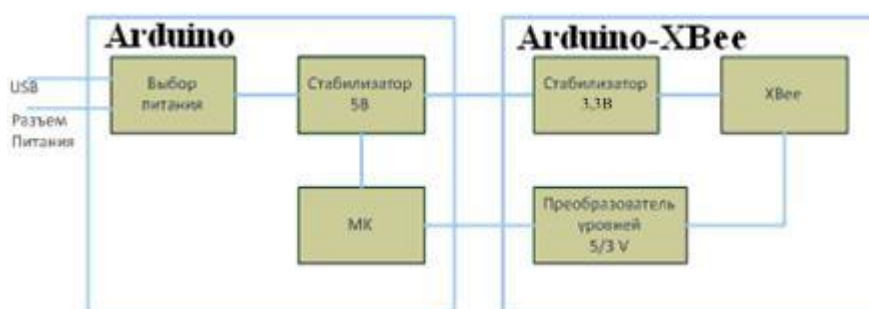 Arduino
Arduino-XBee
USB
Разъем
Питания
Выбор
питания
Стабилизатор
5В
Стабилизатор
3,3В
XBee
МК
Преобразователь
уровней
5/3 V